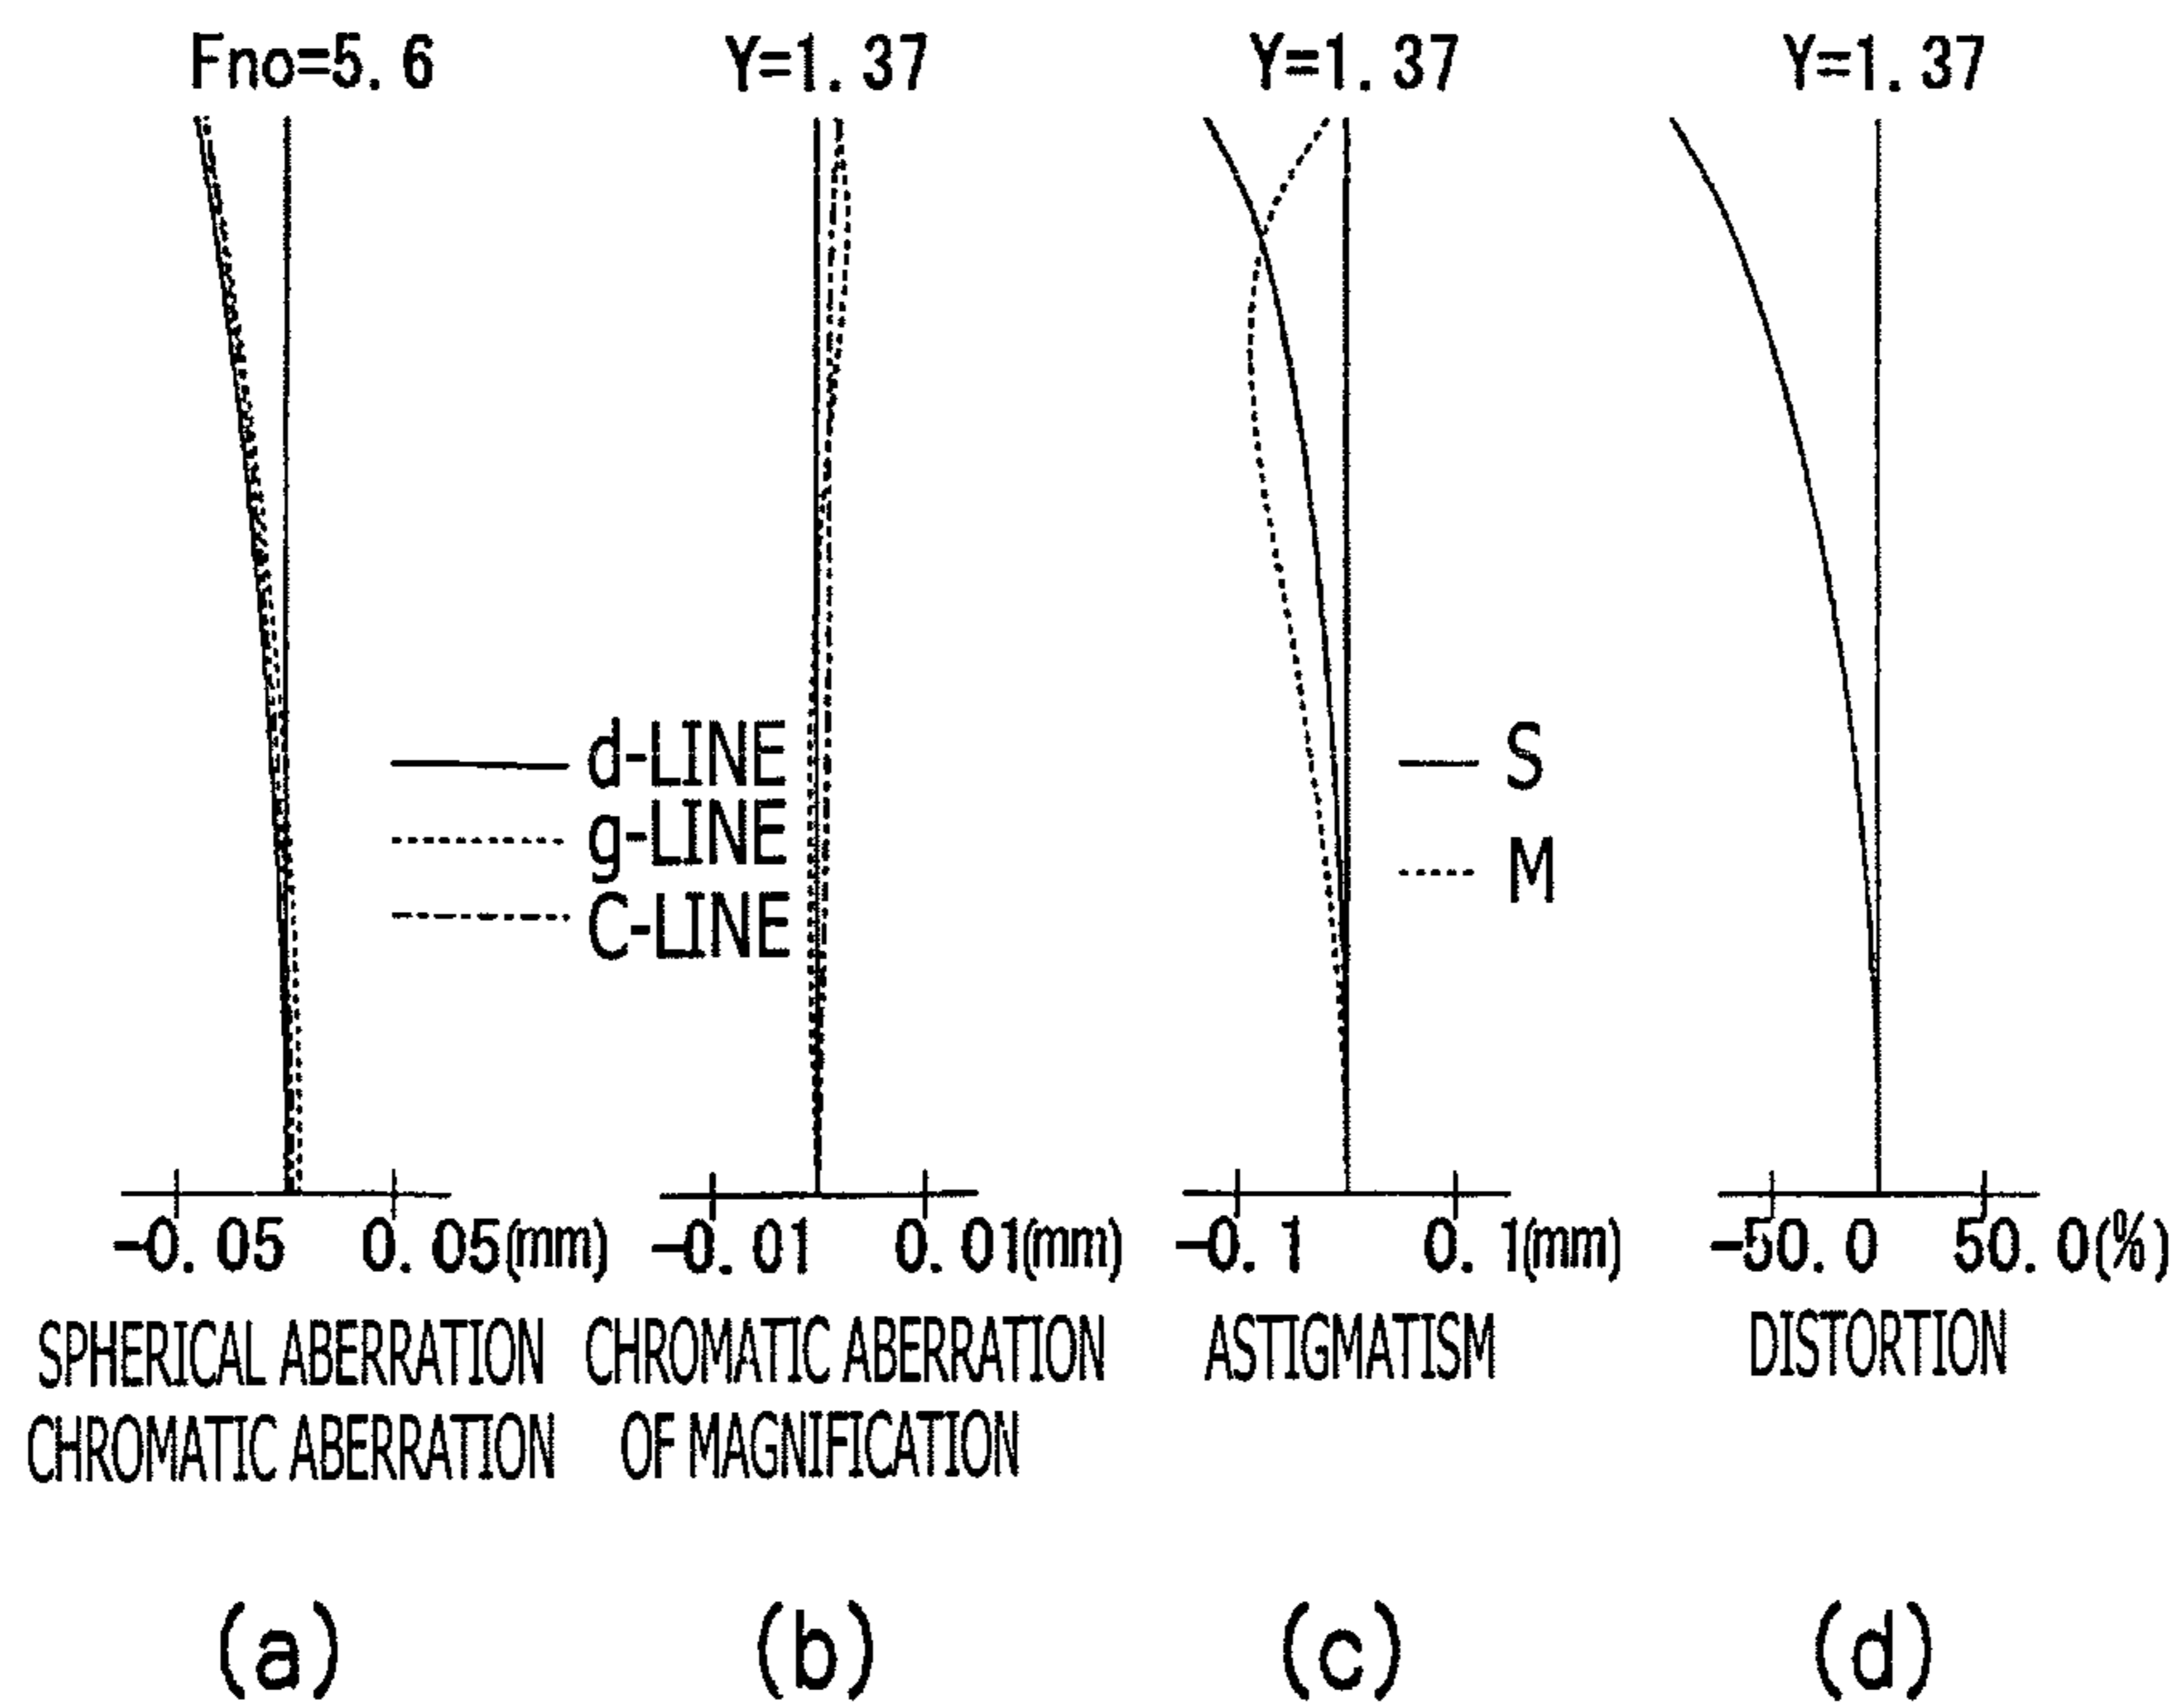 Fno=5.6
Y=1.37
Y=1.37
Y=1.37
d-LINE
g-LINE
C-LINE
S
M
-0.05
0.05(mm)
-0.01
0.01(mm)
-0.1
0.1(mm)
-50.0
50.0(%)
SPHERICAL ABERRATION
CHROMATIC ABERRATION
CHROMATIC ABERRATION
OF MAGNIFICATION
ASTIGMATISM
DISTORTION
(a)
(b)
(c)
(d)